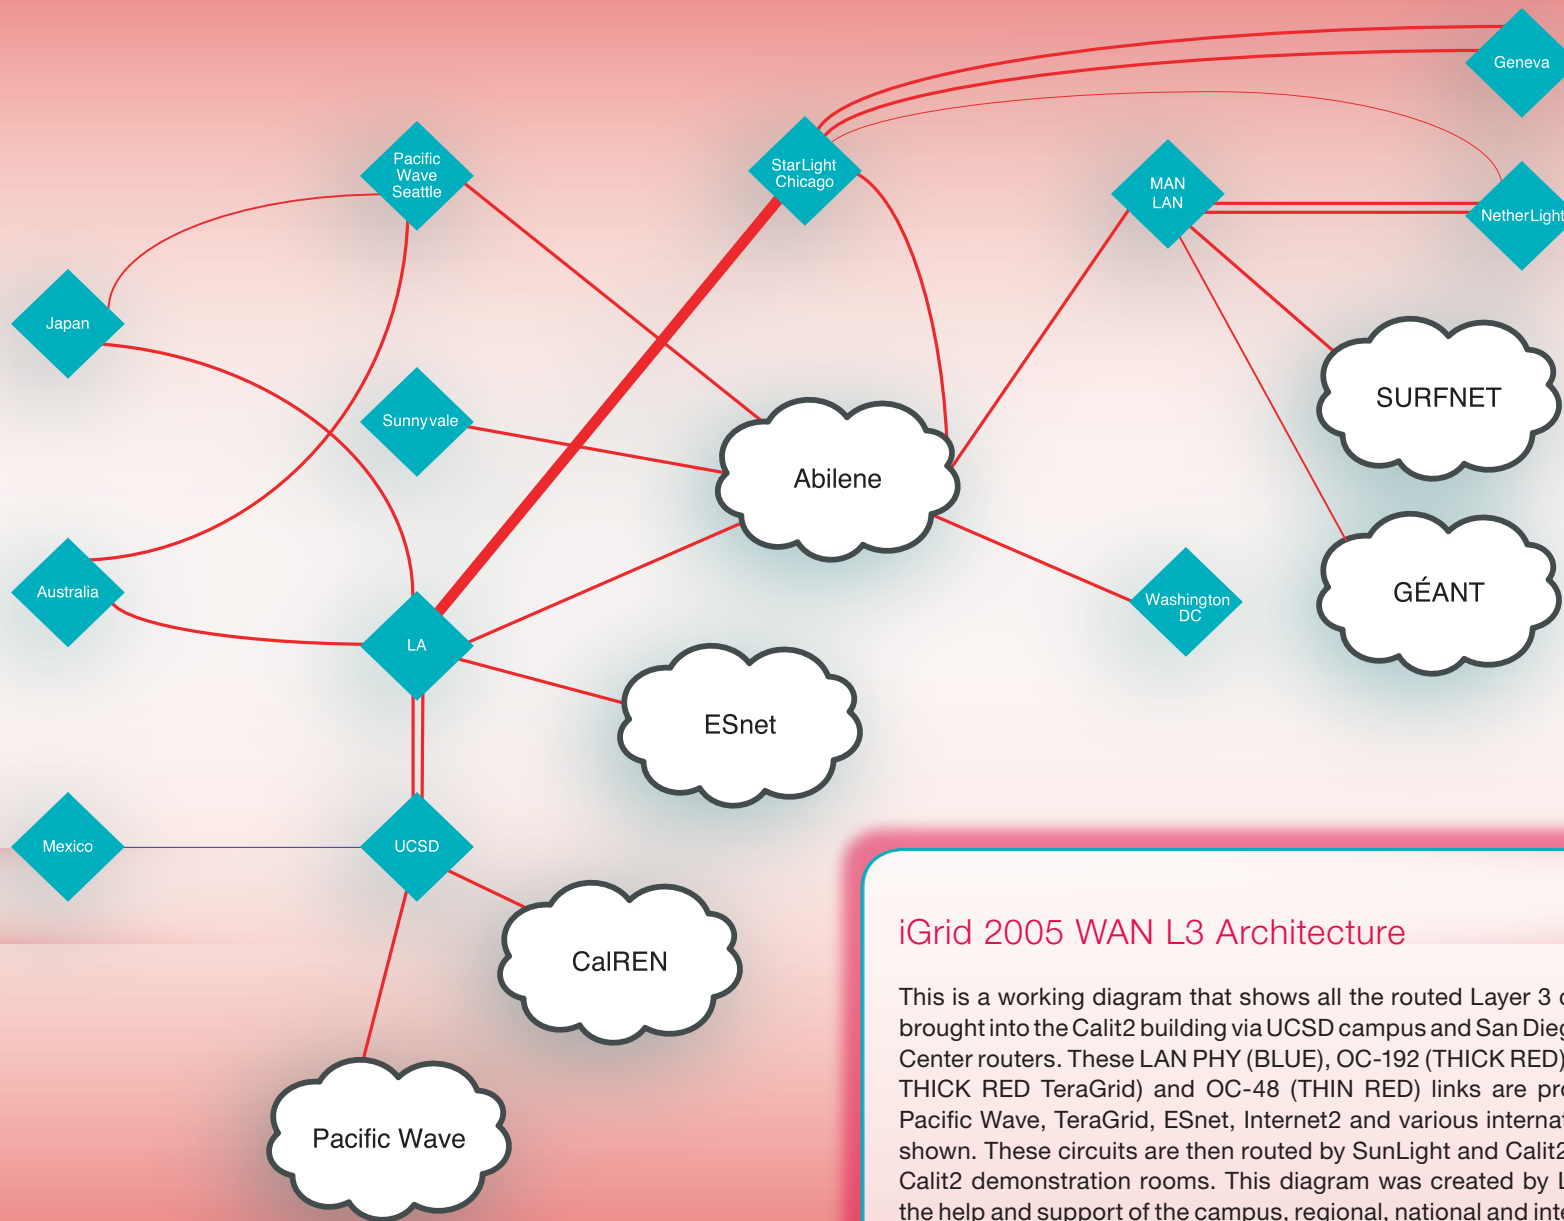 Geneva
Pacific
Wave
Seattle
StarLight
Chicago
MAN
LAN
NetherLight
Japan
SURFNET
Sunnyvale
Abilene
Australia
GÉANT
Washington
DC
LA
ESnet
Mexico
UCSD
CalREN
Pacific Wave
iGrid 2005 WAN L3 Architecture
This is a working diagram that shows all the routed Layer 3
brought into the Calit2 building via UCSD campus and San
Center routers. These LAN PHY (BLUE), OC-192 (THICK RED)
THICK RED TeraGrid) and OC-48 (THIN RED) links are
Pacific Wave, TeraGrid, ESnet, Internet2 and various
shown. These circuits are then routed by SunLight and Calit2
Calit2 demonstration rooms. This diagram was created by
the help and support of the campus, regional, national and